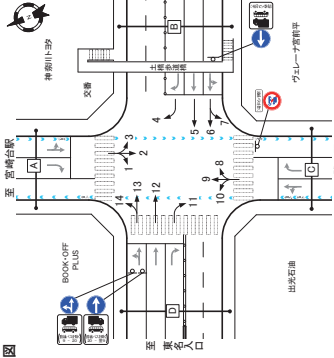 図
至 宮崎台駅
A
神奈川トヨタ
交番
土橋歩道橋
B
ヴェレーナ宮前平
3
2
1
4
5
6
7
14
13
12
11
8
9
10
C
D
BOOK・OFF
PLUS
出光石油
至 東名入口